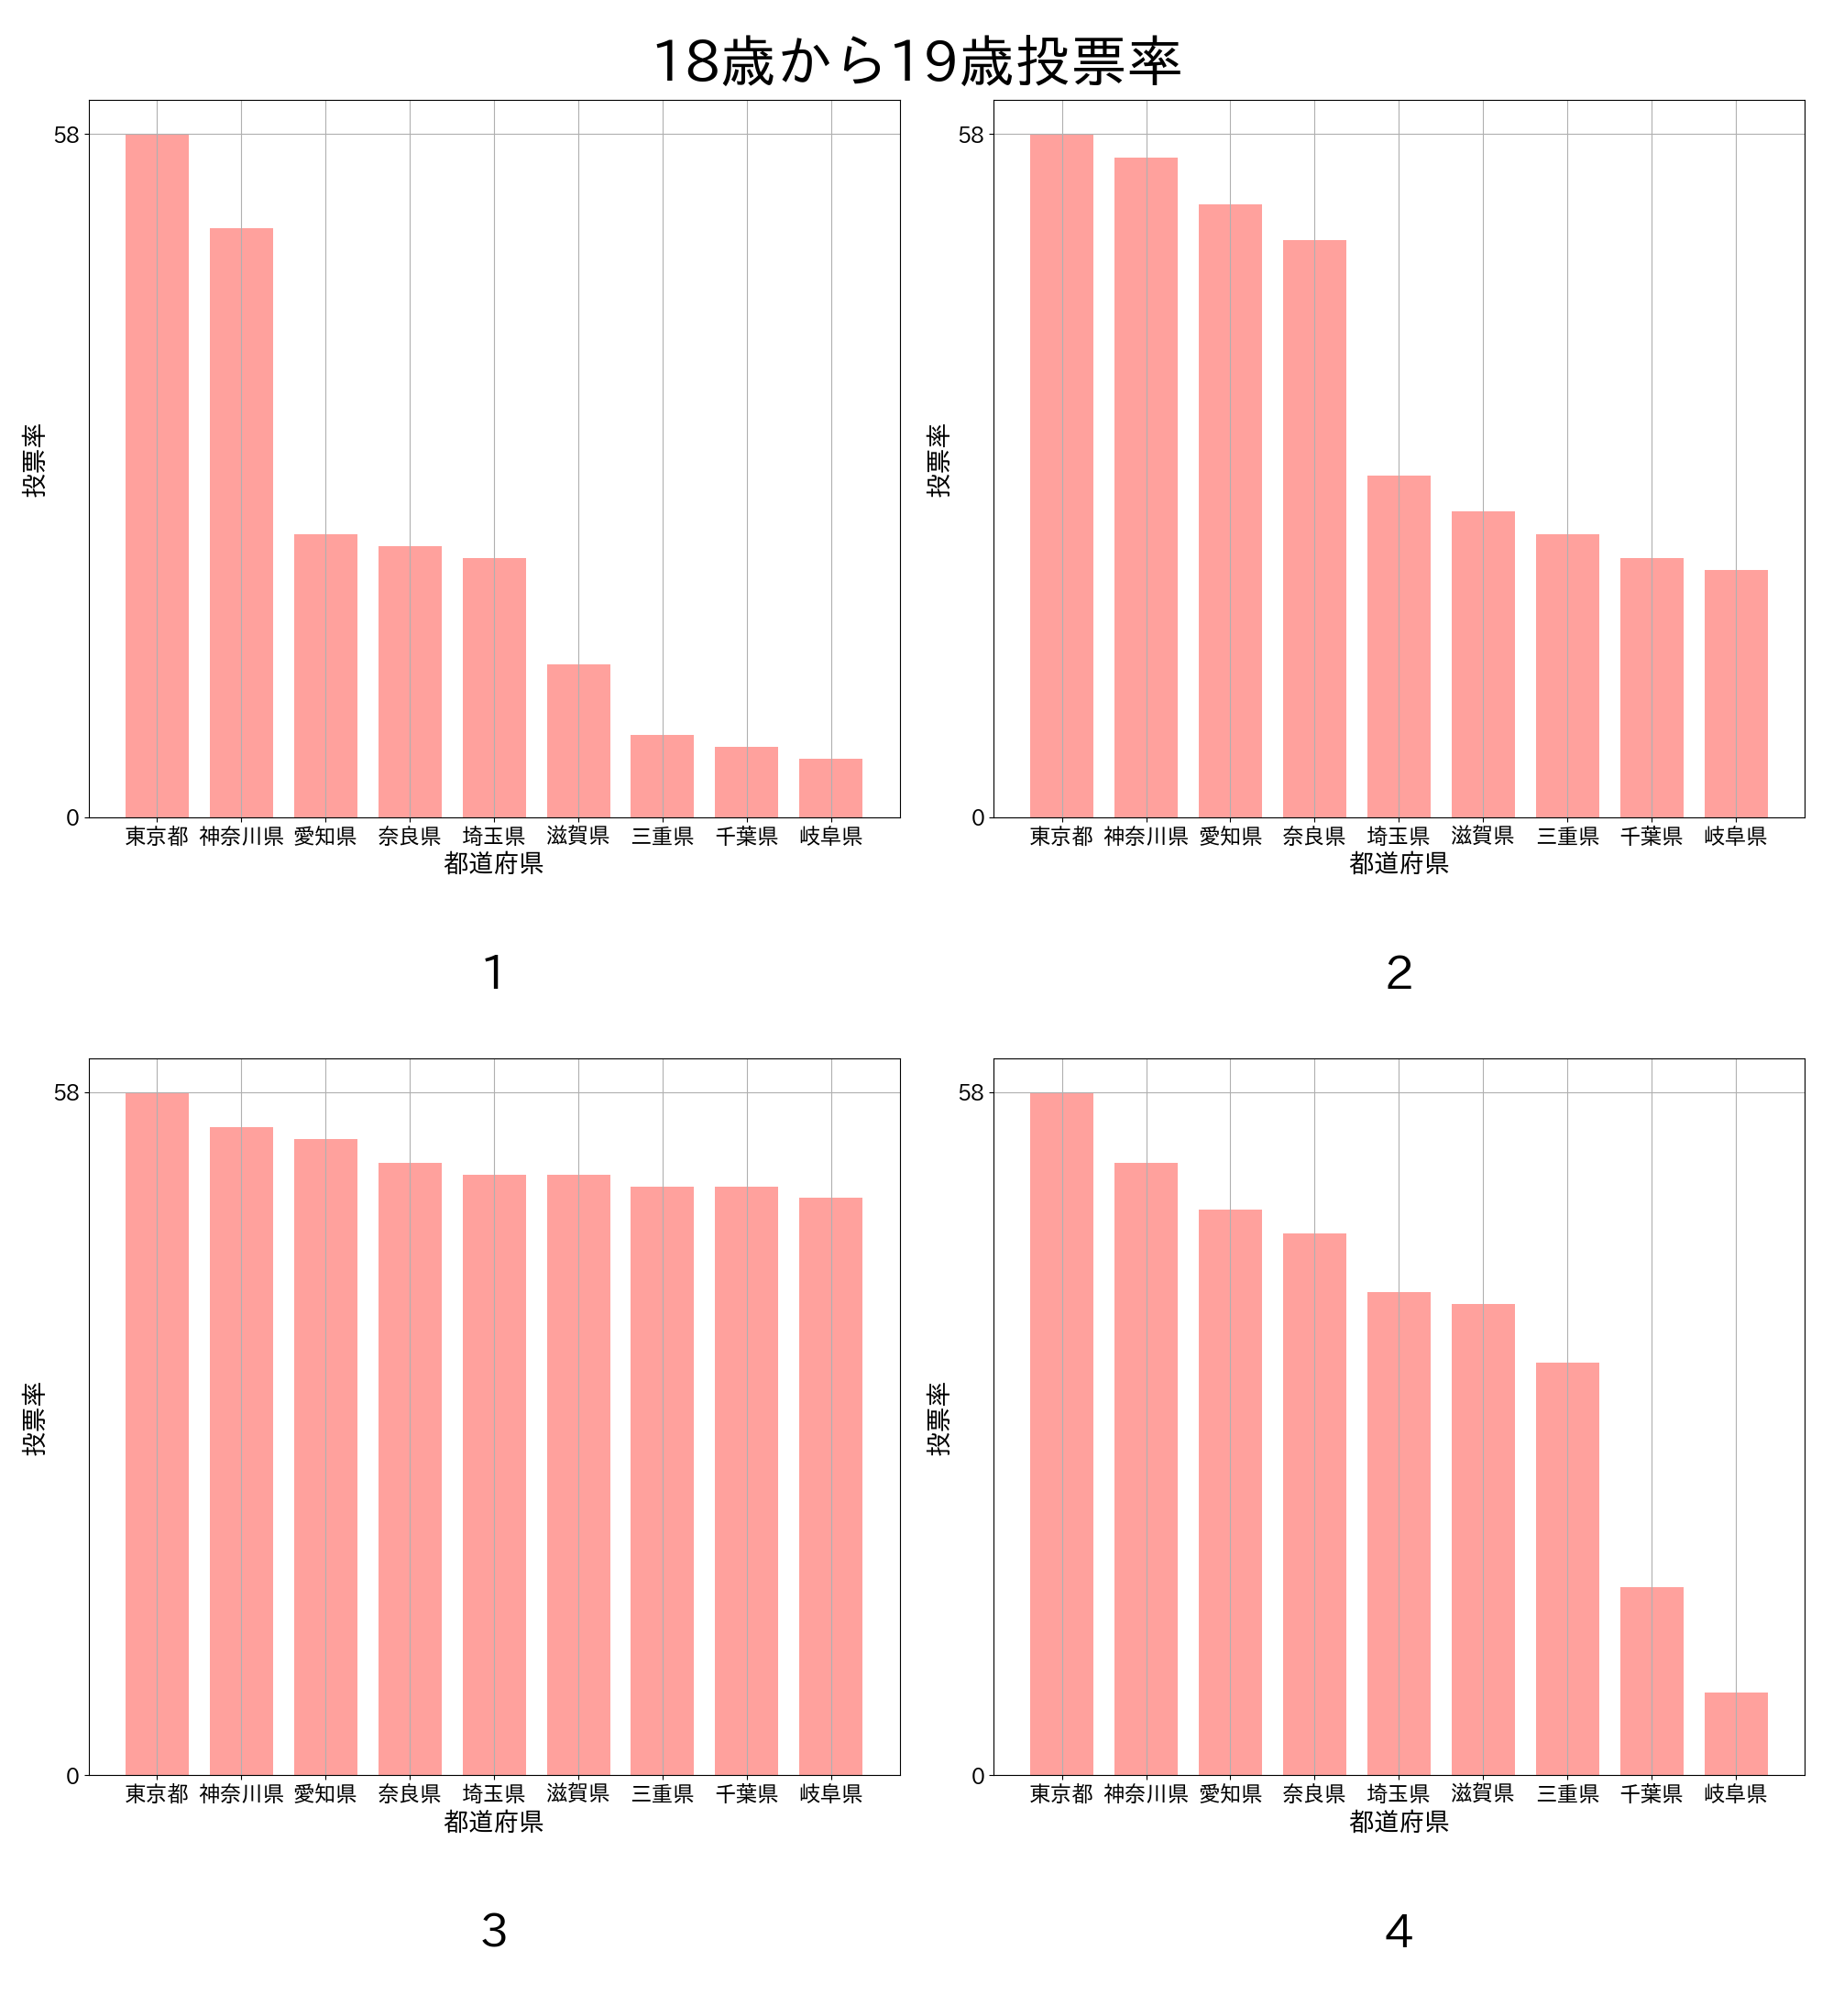 18歳から19歳投票率
58
0
投票率
東京都 神奈川県 愛知県 奈良県 埼玉県 滋賀県 三重県 千葉県 岐阜県
都道府県
1
58
0
投票率
東京都 神奈川県 愛知県 奈良県 埼玉県 滋賀県 三重県 千葉県 岐阜県
都道府県
2
58
0
投票率
東京都 神奈川県 愛知県 奈良県 埼玉県 滋賀県 三重県 千葉県 岐阜県
都道府県
3
58
0
投票率
東京都 神奈川県 愛知県 奈良県 埼玉県 滋賀県 三重県 千葉県 岐阜県
都道府県
4